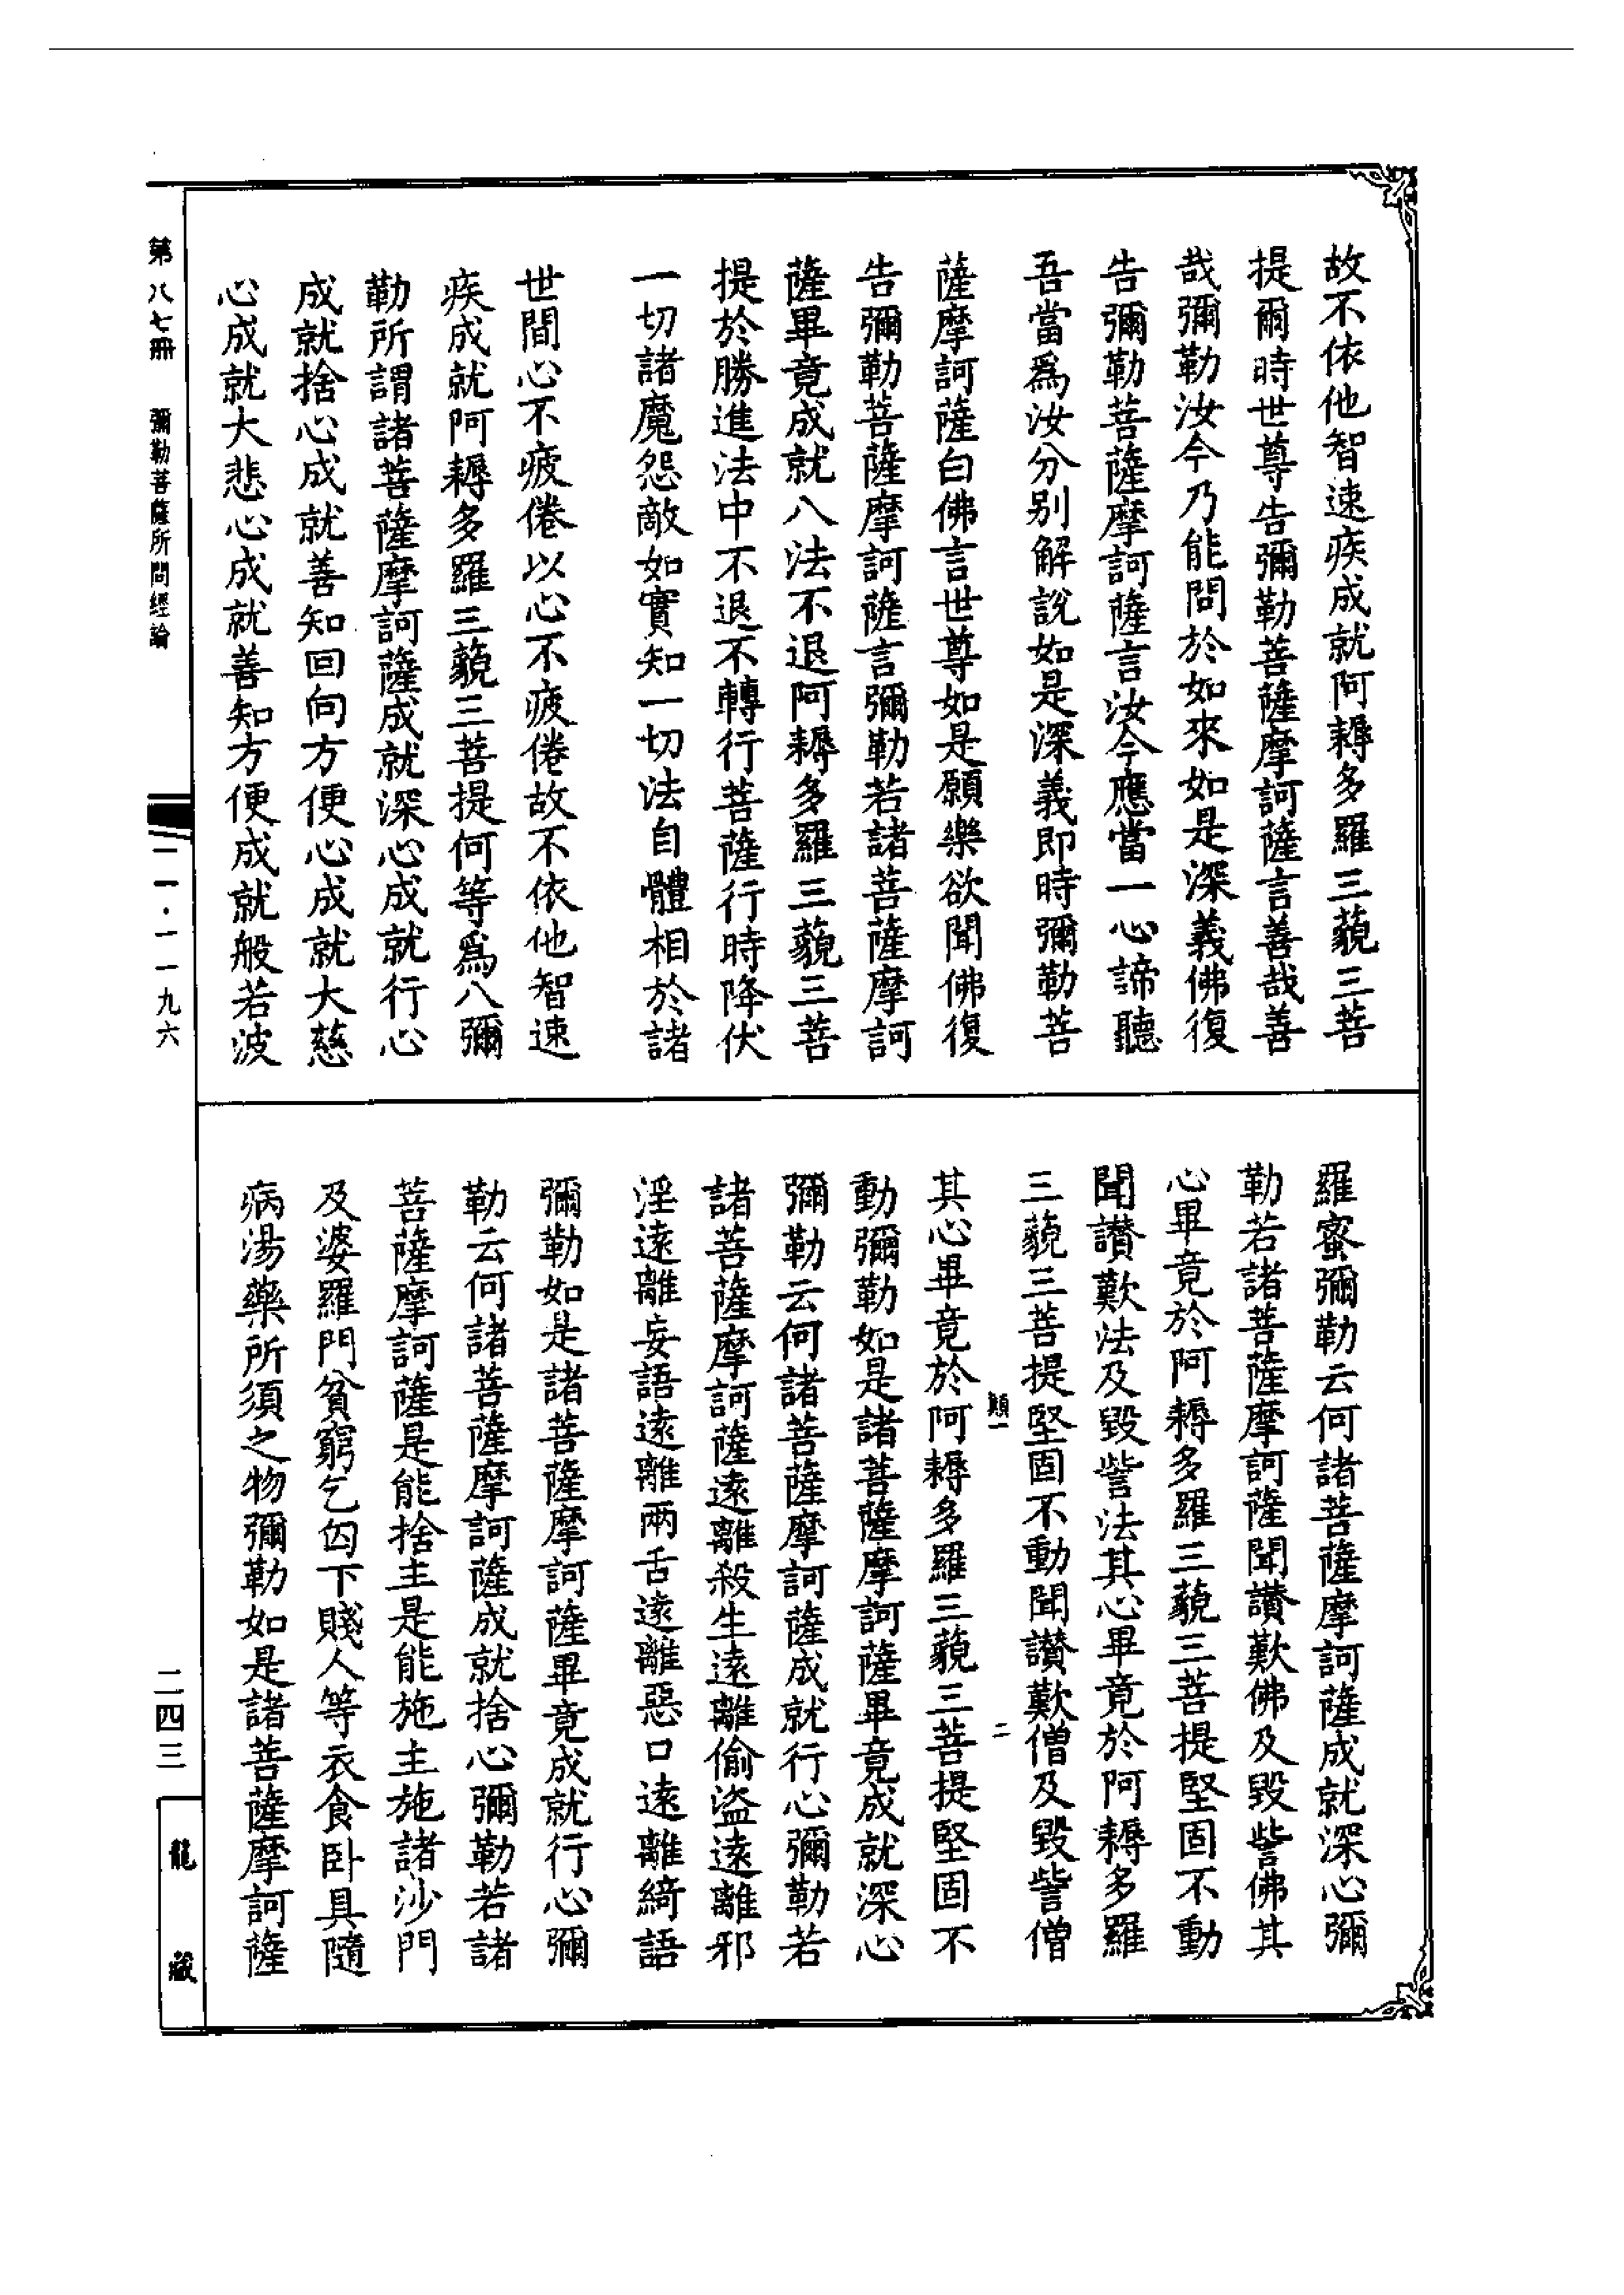 故不依他智速疾成就阿耨多羅三藐三菩
提爾時世尊告彌勒菩薩摩訶薩言善哉善
哉彌勒汝今乃能問於如來如是深義佛復
告彌勒菩薩摩訶薩言汝今應當一心諦聽
吾當爲汝分别解說如是深義即時彌勒菩
薩摩訶薩白佛言世尊如是願樂欲聞佛復
告彌勒菩薩摩訶薩言彌勒若諸菩薩摩訶
薩畢竟成就八法不退阿耨多羅三藐三菩
提於勝進法中不退不轉行菩薩行時降伏
一切諸魔怨敵如實知一切法自體相於諸
世間心不疲倦以心不疲倦故不依他智速
疾成就阿耨多羅三藐三菩提何等爲八彌
勒所謂諸菩薩摩訶薩成就深心成就行心
成就捨心成就善知回向方便心成就大慈
心成就大悲心成就善知方便成就般若波
羅蜜彌勒云何諸菩薩摩訶薩成就深心彌
勒若諸菩薩摩訶薩聞讃歎佛及毀訾佛其
心畢竟於阿耨多羅三藐三菩提堅固不動
聞讃歎法及毀訾法其心畢竟於阿耨多羅
三藐三菩提堅固不動聞讃歎僧及毀訾僧
顛一 二
其心畢竟於阿耨多羅三藐三菩提堅固不
動彌勒如是諸菩薩摩訶薩畢竟成就深心
彌勒云何諸菩薩摩訶薩成就行心彌勒若
諸菩薩摩訶薩遠離殺生遠離偷盜遠離邪
淫遠離妄語遠離兩舌遠離惡口遠離綺語
彌勒如是諸菩薩摩訶薩畢竟成就行心彌
勒云何諸菩薩摩訶薩成就捨心彌勒若諸
菩薩摩訶薩是能捨主是能施主施諸沙門
及婆羅門貧窮乞匃下賤人等衣食卧具隨
病湯藥所須之物彌勒如是諸菩薩摩訶薩
第八七冊 彌勒菩薩所問經論
一一·一一九六
二四三
龍藏